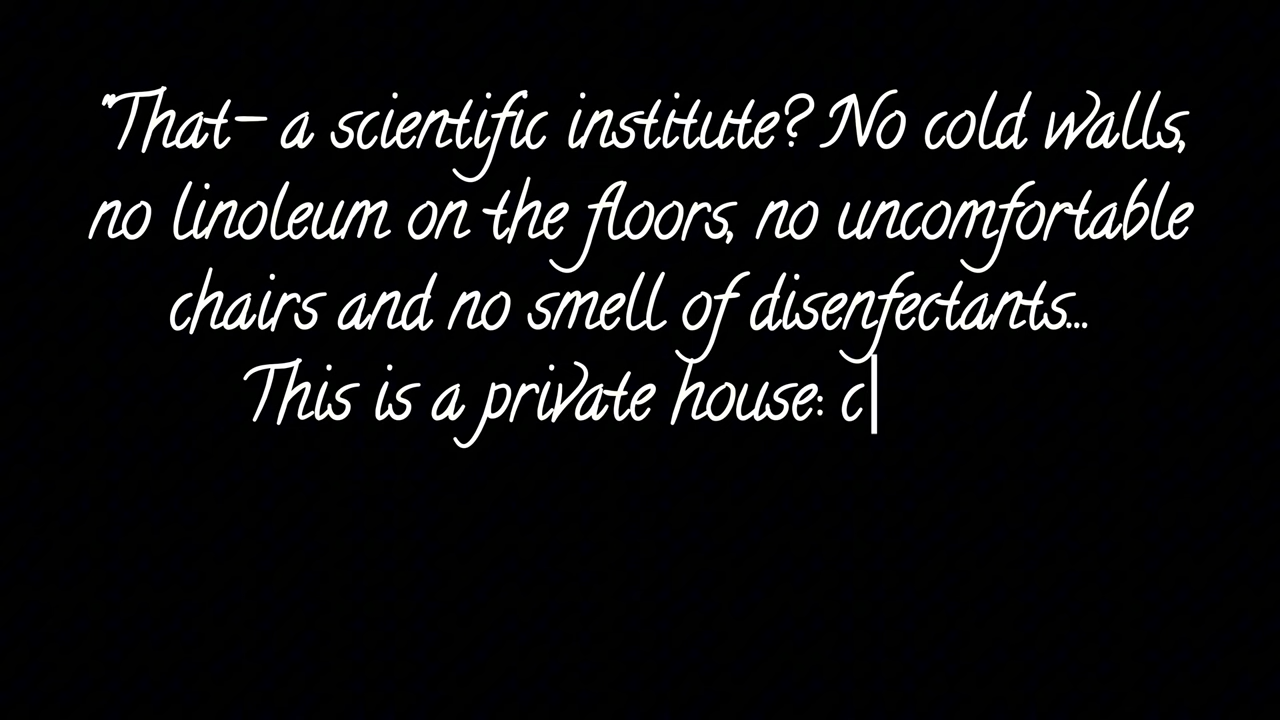 "That– a scientific institute? No cold walls,
no linoleum on the floors, no uncomfortable
chairs and no smell of disenfectants...
This is a private house: c